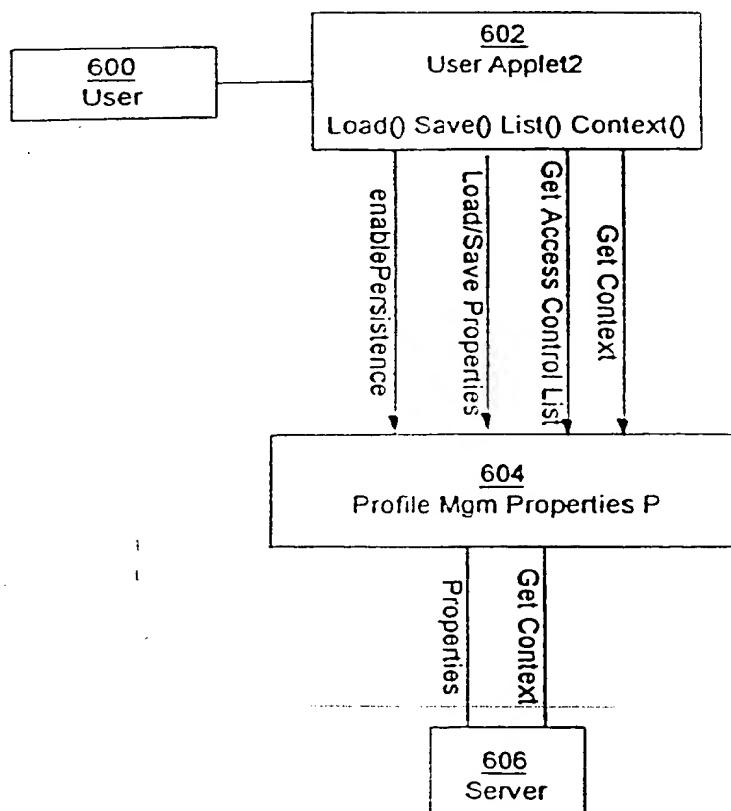 600
User
602
User Applet2
Load() Save() List() Context()
enablePersistence
Load/Save Properties
Get Access Control List
Get Context
604
Profile Mgm Properties P
Properties
Get Context
606
Server